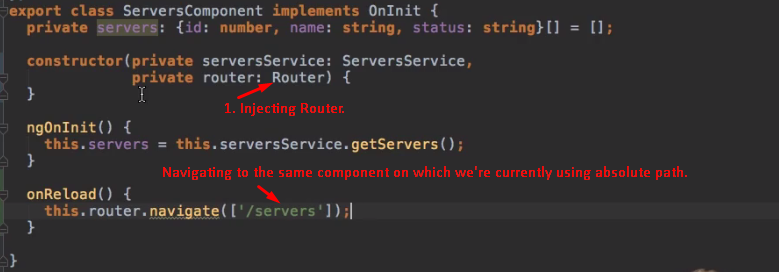 export class ServersComponent implements OnInit {
private servers: {id: number, name: string, status: string}[] = [];
constructor(private serversService: ServersService,
private router: Router) {
}
1. Injecting Router.
ngOnInit() {
this.servers = this.serversService.getServers();
}
Navigating to the same component on which we're currently using absolute path.
onReload() {
this.router.navigate(['/servers']);
}
}